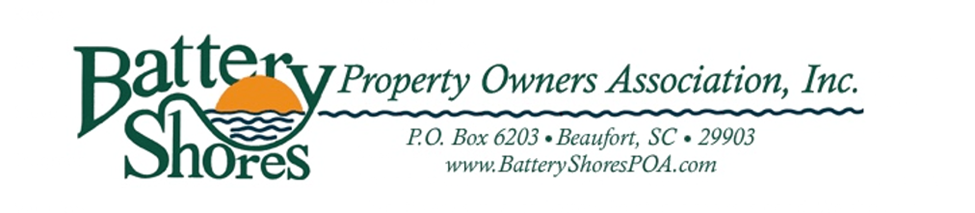 Battery
Shores
Property Owners Association, Inc.
P.O. Box 6203 • Beaufort, SC • 29903
www.BatteryShoresPOA.com